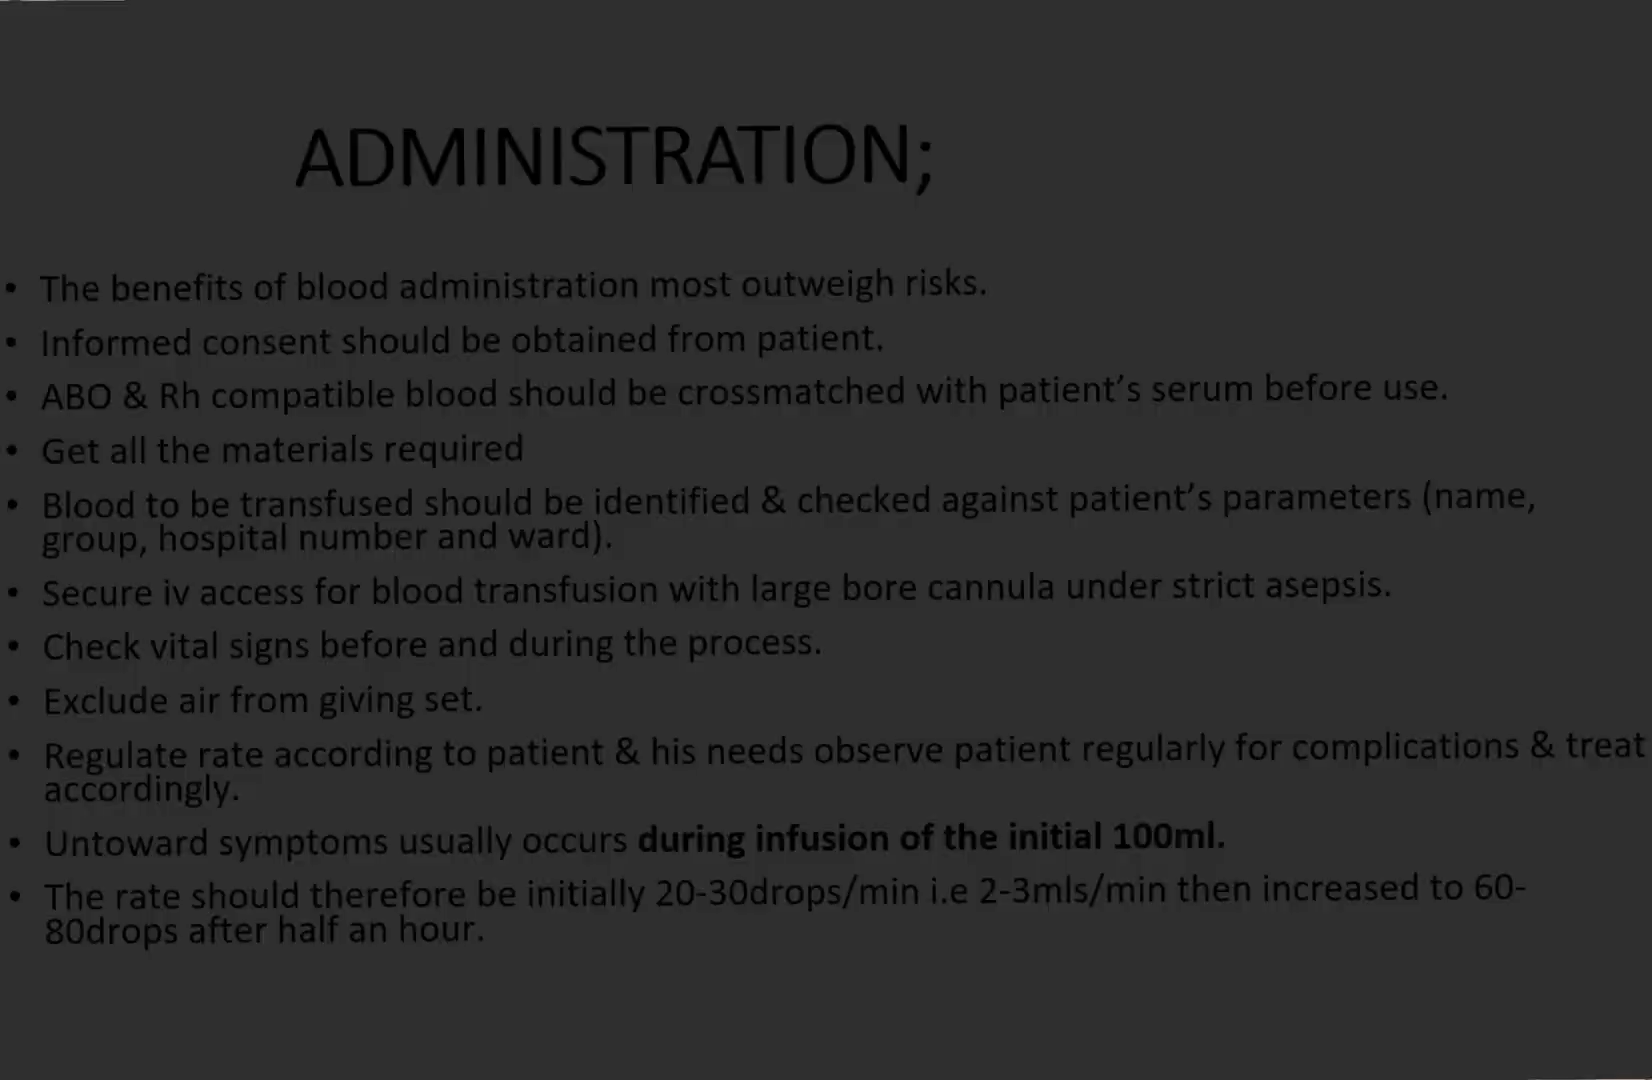 ADMINISTRATION;
• The benefits of blood administration most outweigh risks.
• Informed consent should be obtained from patient.
• ABO & Rh compatible blood should be crossmatched with patient's serum before use.
• Get all the materials required
• Blood to be transfused should be identified & checked against patient's parameters (name,
group, hospital number and ward).
• Secure iv access for blood transfusion with large bore cannula under strict asepsis.
• Check vital signs before and during the process.
• Exclude air from giving set.
• Regulate rate according to patient & his needs observe patient regularly for complications & treat
accordingly.
• Untoward symptoms usually occurs during infusion of the initial 100ml.
• The rate should therefore be initially 20-30drops/min i.e 2-3mls/min then increased to 60-
80drops after half an hour.